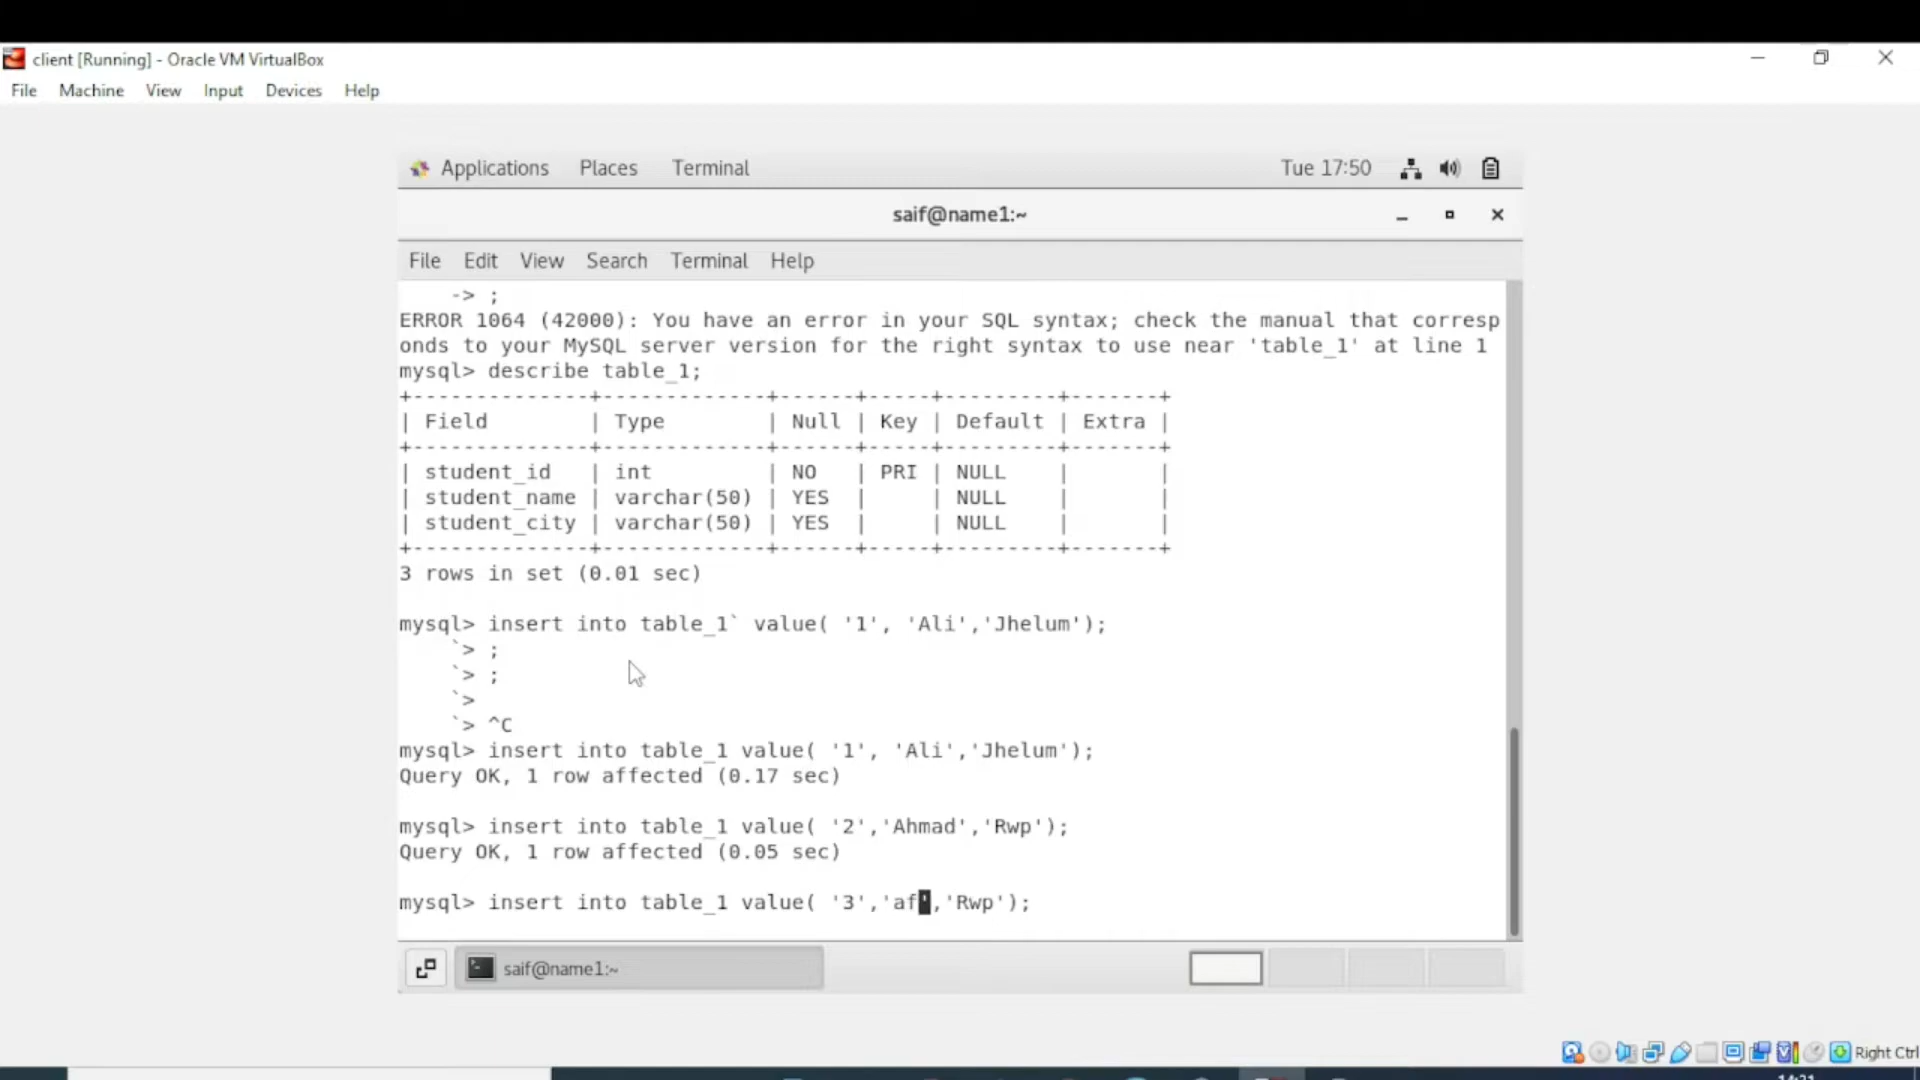 client [Running] - Oracle VM VirtualBox
File Machine View Input Devices Help
Applications Places Terminal Tue 17:50
saif@name1:~
File Edit View Search Terminal Help
-> ;
ERROR 1064 (42000): You have an error in your SQL syntax; check the manual that corresp
onds to your MySQL server version for the right syntax to use near 'table_1' at line 1
mysql> describe table_1;
+--------------+-------------+------+-----+---------+-------+
| Field | Type | Null | Key | Default | Extra |
+--------------+-------------+------+-----+---------+-------+
| student_id | int | NO | PRI | NULL | |
| student_name | varchar(50) | YES | | NULL | |
| student_city | varchar(50) | YES | | NULL | |
+--------------+-------------+------+-----+---------+-------+
3 rows in set (0.01 sec)
mysql> insert into table_1` value( '1', 'Ali','Jhelum');
`> ;
`> ;
`>
`> ^C
mysql> insert into table_1 value( '1', 'Ali','Jhelum');
Query OK, 1 row affected (0.17 sec)
mysql> insert into table_1 value( '2','Ahmad','Rwp');
Query OK, 1 row affected (0.05 sec)
mysql> insert into table_1 value( '3','af','Rwp');
saif@name1:~
Right Ctrl